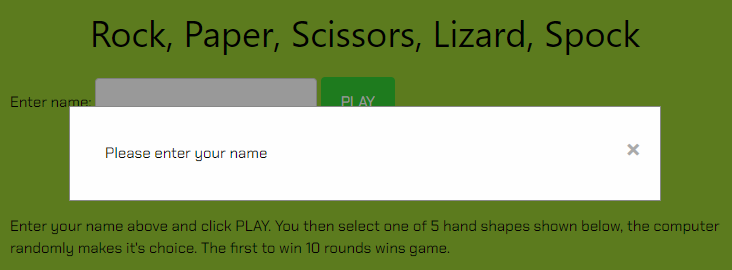 Rock, Paper, Scissors, Lizard, Spock
Enter name:
PLAY
Please enter your name
×
Enter your name above and click PLAY. You then select one of 5 hand shapes shown below, the computer
randomly makes it's choice. The first to win 10 rounds wins game.